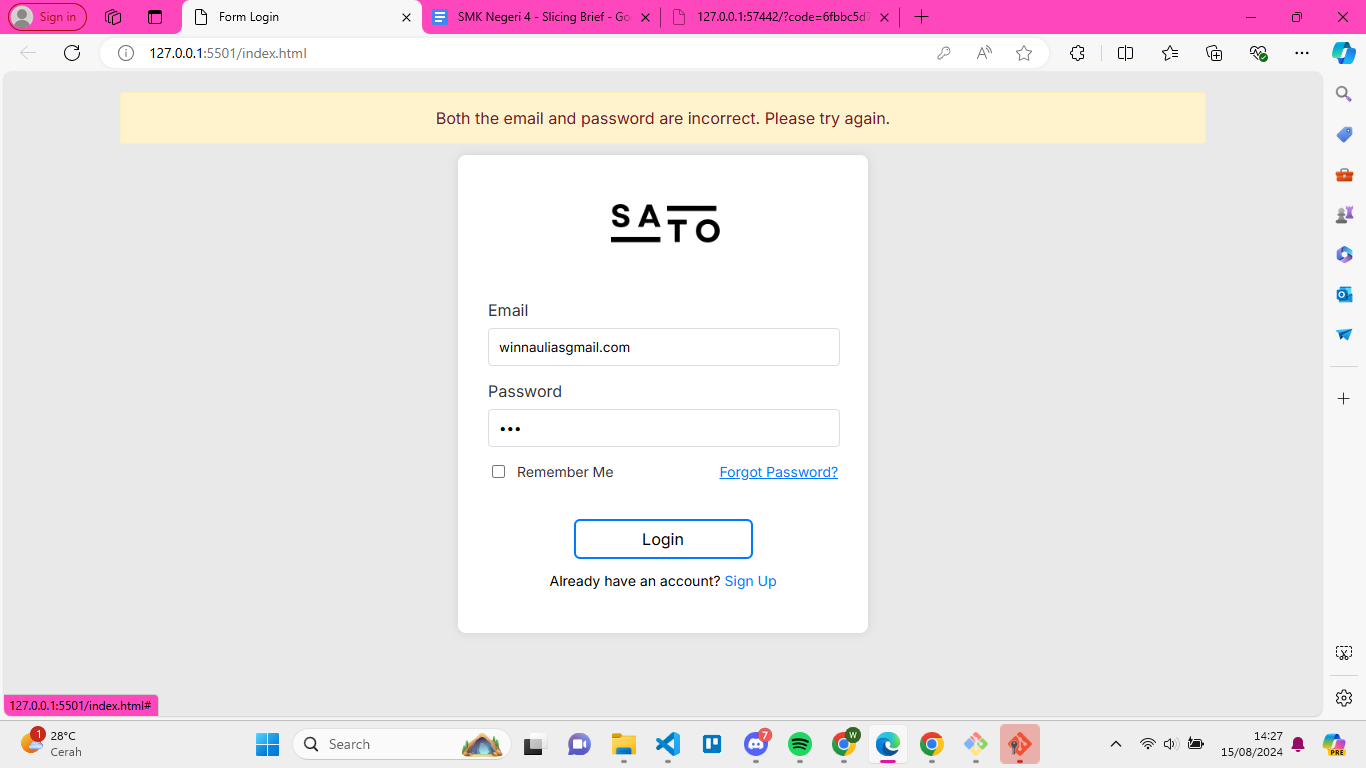 Sign in
Form Login
SMK Negeri 4 - Slicing Brief - Go
127.0.0.1:57442/?code=6fbbc5d7
127.0.0.1:5501/index.html
Both the email and password are incorrect. Please try again.
SATO
Email
winnauliasgmail.com
Password
Remember Me
Forgot Password?
Login
Already have an account? Sign Up
127.0.0.1:5501/index.html#
1
28°C
Cerah
Search
7
W
14:27
15/08/2024
PRE